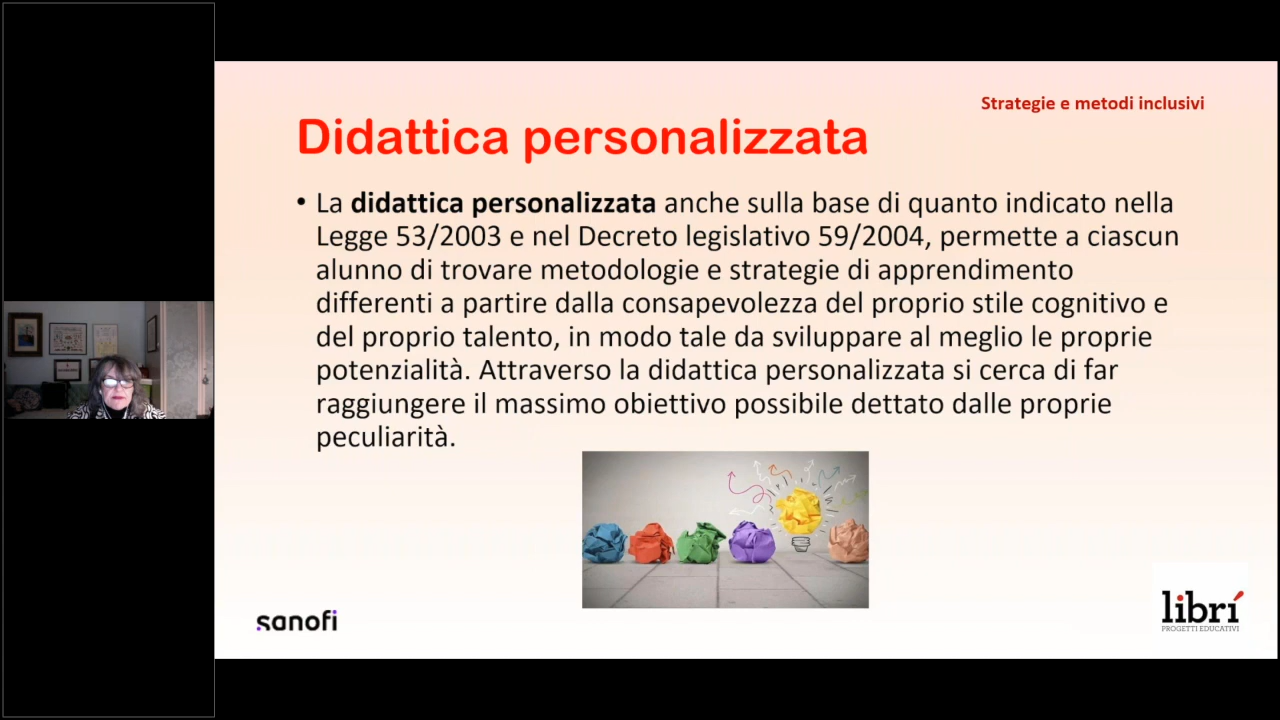 Strategie e metodi inclusivi
Didattica personalizzata
• La didattica personalizzata anche sulla base di quanto indicato nella
Legge 53/2003 e nel Decreto legislativo 59/2004, permette a ciascun
alunno di trovare metodologie e strategie di apprendimento
differenti a partire dalla consapevolezza del proprio stile cognitivo e
del proprio talento, in modo tale da sviluppare al meglio le proprie
potenzialità. Attraverso la didattica personalizzata si cerca di far
raggiungere il massimo obiettivo possibile dettato dalle proprie
peculiarità.
sanofi
librí
PROGETTI EDUCATIVI